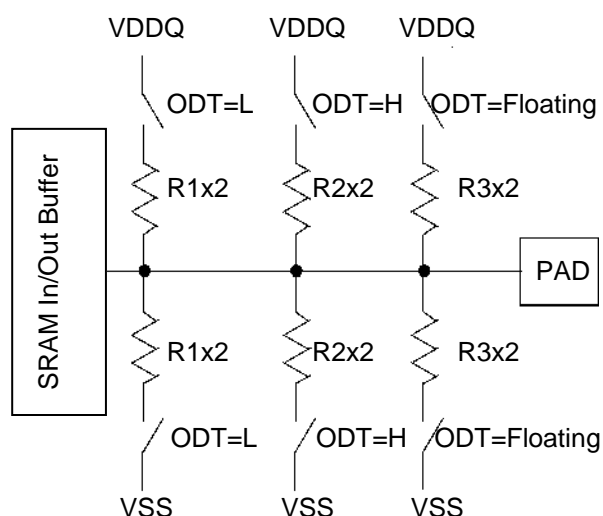 VDDQ VDDQ VDDQ
ODT=L ODT=H ODT=Floating
SRAM In/Out Buffer
R1x2 R2x2 R3x2
PAD
R1x2 R2x2 R3x2
ODT=L ODT=H ODT=Floating
VSS VSS VSS